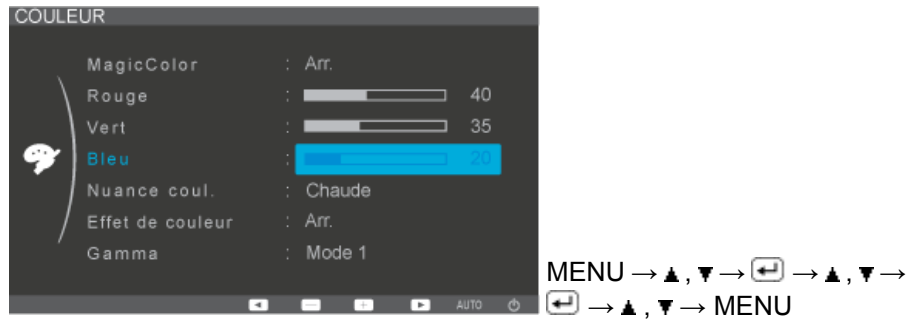 COULEUR
MagicColor : Arr.
Rouge : 40
Vert : 35
Bleu : 20
Nuance coul. : Chaude
Effet de couleur : Arr.
Gamma : Mode 1
AUTO
MENU → ▲ , ▼ → ↵ → ▲ , ▼ →
↵ → ▲ , ▼ → MENU